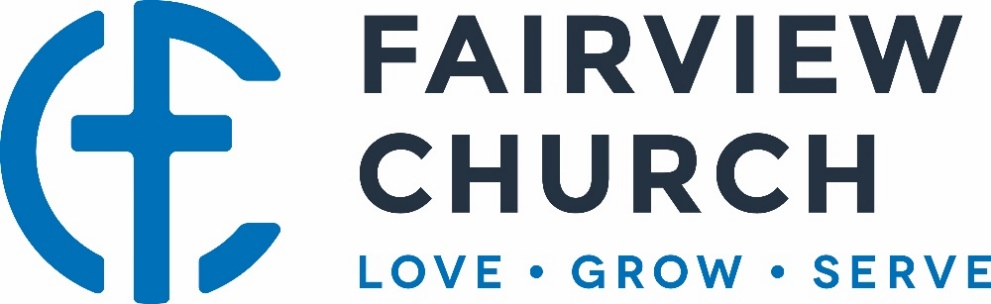 FAIRVIEW
CHURCH
LOVE • GROW • SERVE